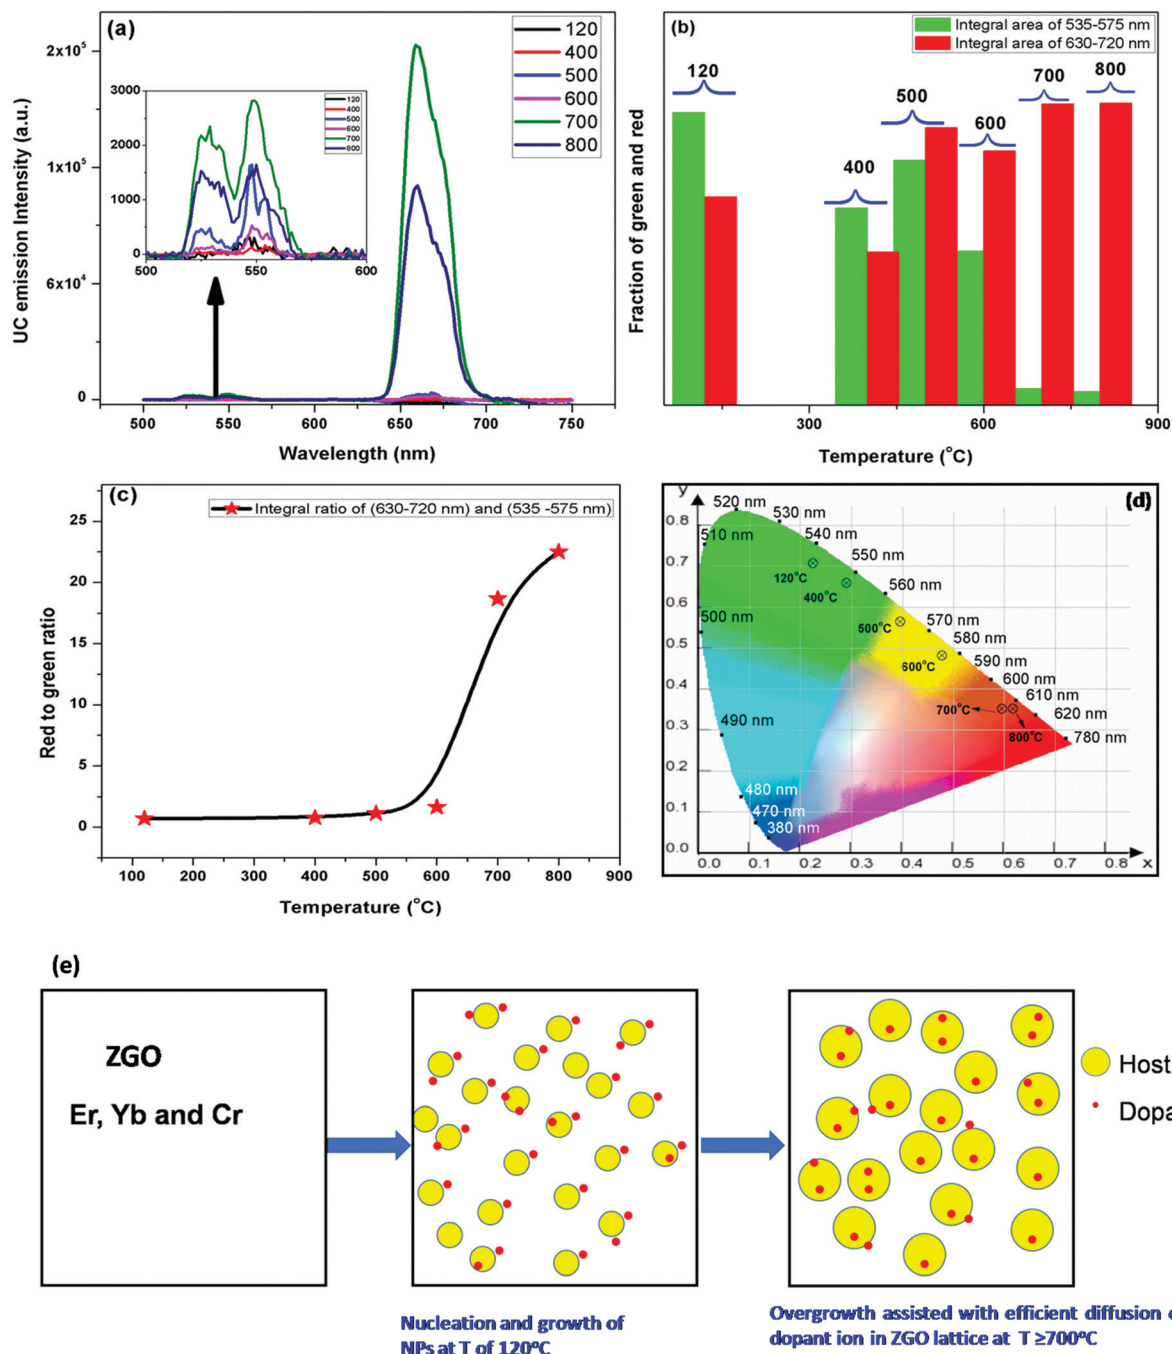 (a)
120
400
500
600
700
800
2x10⁵
1x10⁵
6x10⁴
0
UC emission Intensity (a.u.)
3000
2000
1000
0
500 550 600
120
400
500
600
700
800
500 550 600 650 700 750
Wavelength (nm)
(b)
Integral area of 535-575 nm
Integral area of 630-720 nm
120
400
500
600
700
800
Fraction of green and red
300 600 900
Temperature (°C)
(c)
Integral ratio of (630-720 nm) and (535 -575 nm)
25
20
15
10
5
0
Red to green ratio
100 200 300 400 500 600 700 800 900
Temperature (°C)
(d)
y
0.8
0.7
0.6
0.5
0.4
0.3
0.2
0.1
0.0
520 nm
530 nm
510 nm
540 nm
550 nm
120°C
400°C
560 nm
500 nm
500°C
570 nm
580 nm
600°C
590 nm
600 nm
610 nm
700°C
620 nm
490 nm
800°C
780 nm
480 nm
470 nm
380 nm
0.0 0.1 0.2 0.3 0.4 0.5 0.6 0.7 0.8
x
(e)
ZGO
Er, Yb and Cr
Host
Dopa
Nucleation and growth of
NPs at T of 120ºC
Overgrowth assisted with efficient diffusion
dopant ion in ZGO lattice at T ≥700ºC